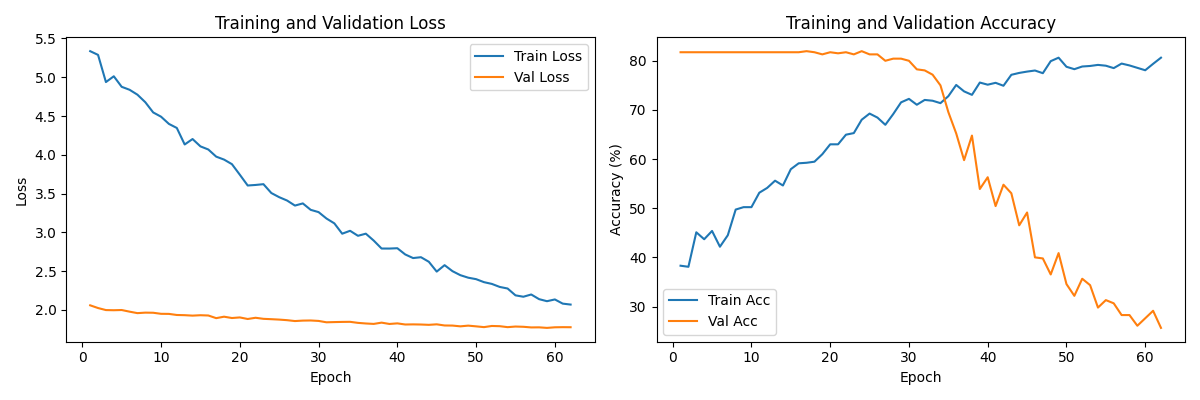 Training and Validation Loss
5.5
5.0
4.5
4.0
3.5
3.0
2.5
2.0
Loss
0 10 20 30 40 50 60
Epoch
Train Loss
Val Loss
Training and Validation Accuracy
80
70
60
50
40
30
Accuracy (%)
0 10 20 30 40 50 60
Epoch
Train Acc
Val Acc